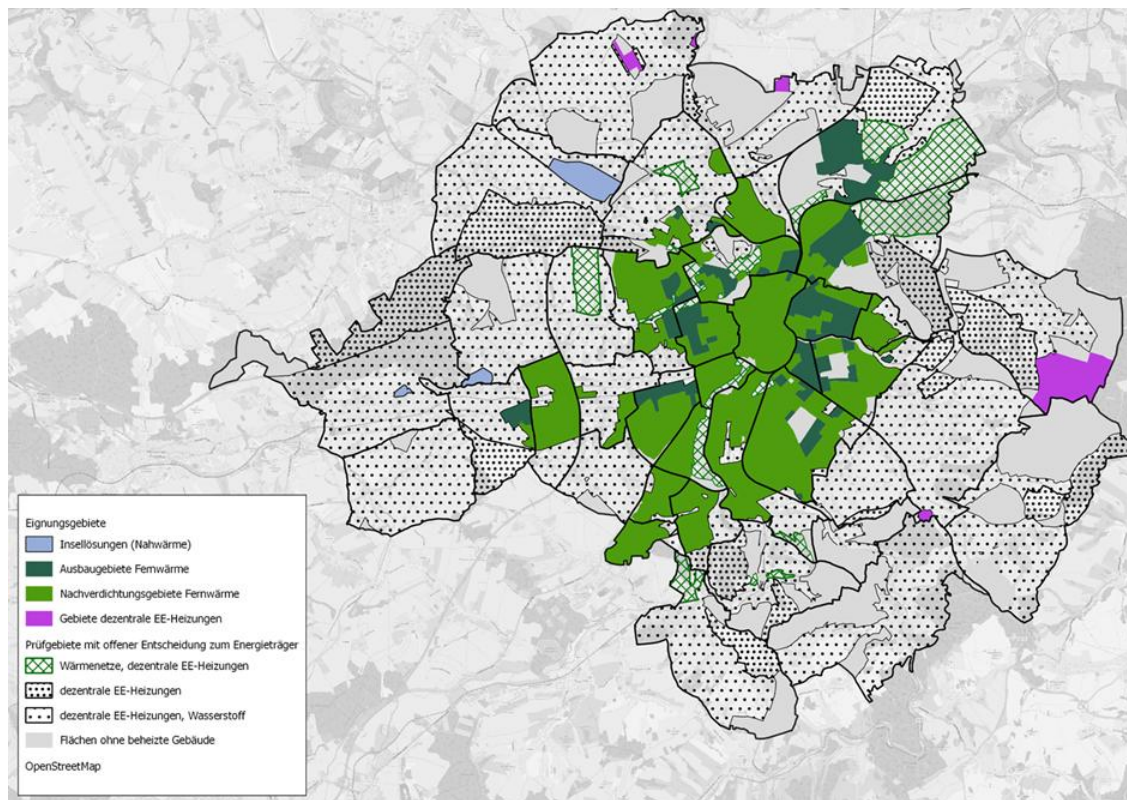 Eignungsgebiete
Insellösungen (Nahwärme)
Ausbaugebiete Fernwärme
Nachverdichtungsgebiete Fernwärme
Gebiete dezentrale EE-Heizungen
Prüfgebiete mit offener Entscheidung zum Energieträger
Wärmenetze, dezentrale EE-Heizungen
dezentrale EE-Heizungen
dezentrale EE-Heizungen, Wasserstoff
Flächen ohne beheizte Gebäude
OpenStreetMap